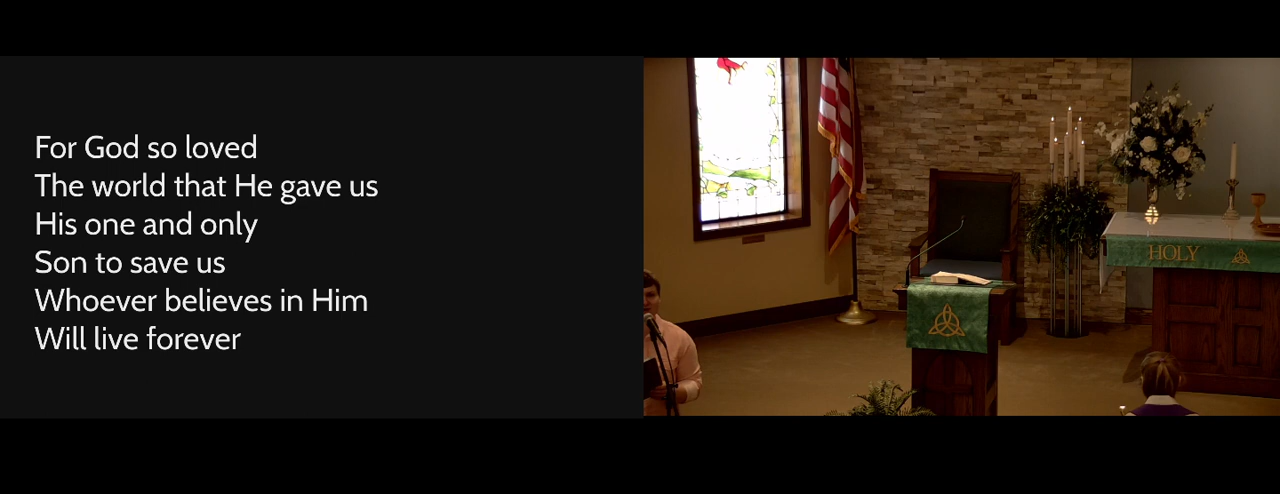 For God so loved
The world that He gave us
His one and only
Son to save us
Whoever believes in Him
Will live forever
HOLY